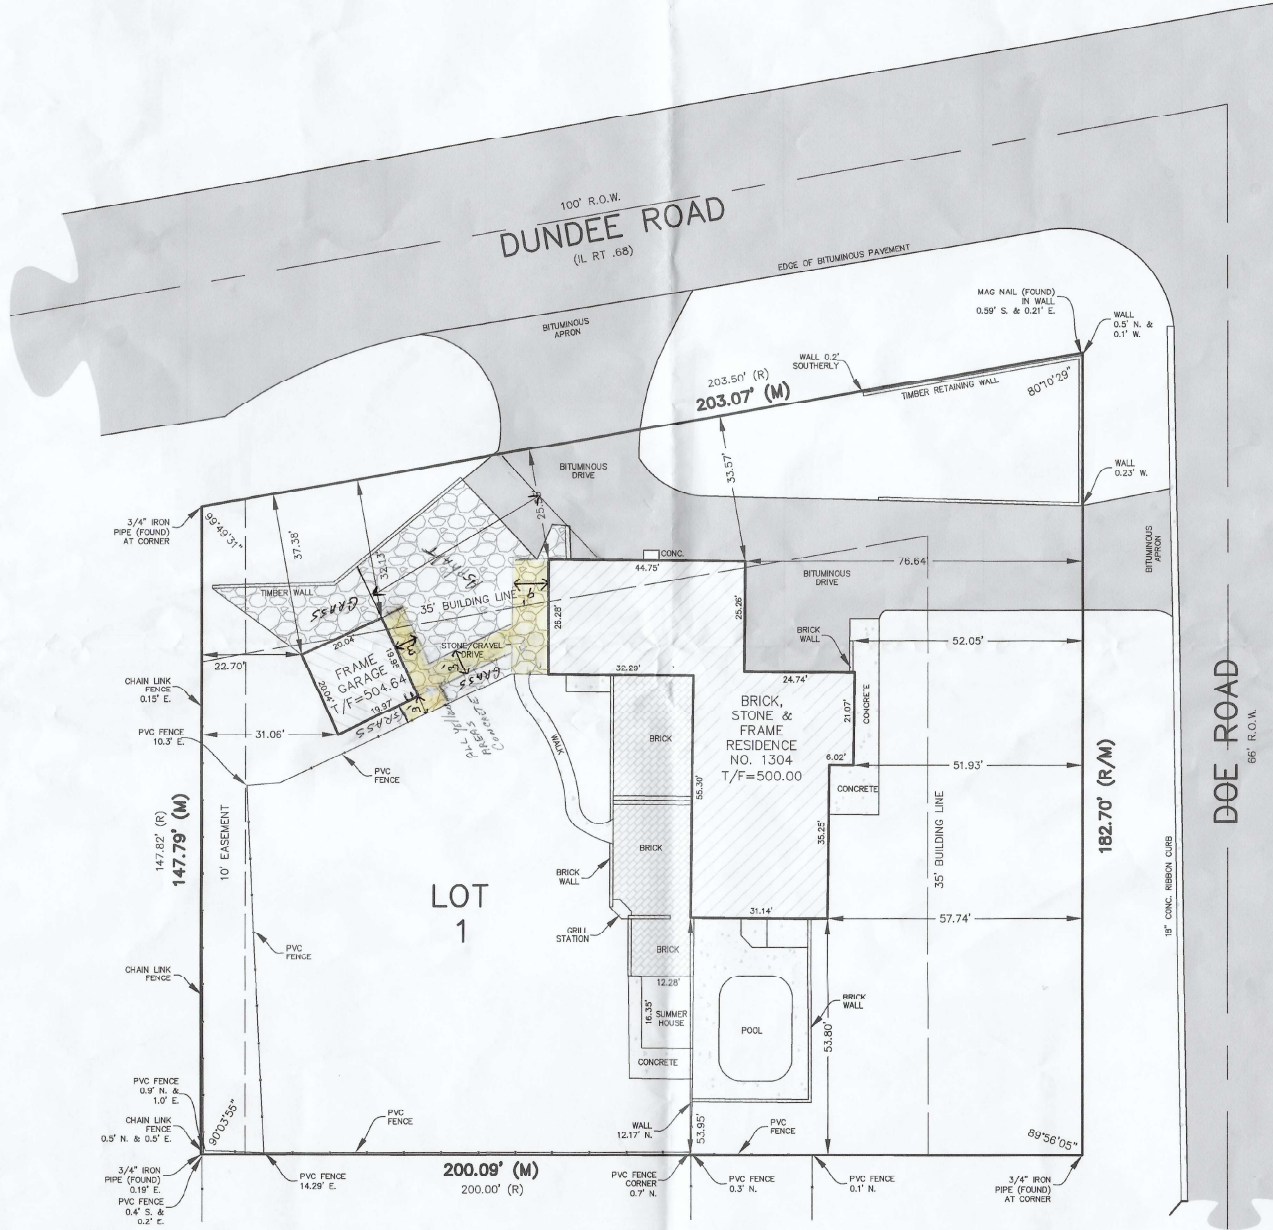 100' R.O.W.
DUNDEE ROAD
(IL RT .68)
EDGE OF BITUMINOUS PAVEMENT
BITUMINOUS
APRON
MAG NAIL (FOUND)
IN WALL
0.59' S. & 0.21' E.
WALL
0.5' N. &
0.1' W.
WALL 0.2'
SOUTHERLY
TIMBER RETAINING WALL
80°10'29"
203.50' (R)
203.07' (M)
33.57'
BITUMINOUS
DRIVE
WALL
0.23' W.
3/4" IRON
PIPE (FOUND)
AT CORNER
99°49'31"
37.38'
32.13'
BITUMINOUS
APRON
CONC.
44.75'
76.64'
BITUMINOUS
DRIVE
TIMBER WALL
GRASS
35' BUILDING LINE
9'
26.28'
25.26'
BRICK
WALL
52.05'
22.70'
20.04'
19.92'
3'
STONE/GRAVEL
DRIVE
3'
GRASS
32.29'
24.74'
FRAME
GARAGE
T/F=504.64
20.04'
19.97'
3'
GRASS
ALL YELLOW
AREAS
CONCRETE
CHAIN LINK
FENCE
0.15' E.
PVC FENCE
10.3' E.
31.06'
PVC
FENCE
WALK
BRICK
BRICK,
STONE &
FRAME
RESIDENCE
NO. 1304
T/F=500.00
21.07'
CONCRETE
6.02'
51.93'
CONCRETE
55.30'
35.25'
35' BUILDING LINE
182.70' (R/M)
DOE ROAD
66' R.O.W.
147.82' (R)
147.79' (M)
10' EASEMENT
BRICK
BRICK
WALL
18" CONC. RIBBON CURB
LOT
1
GRILL
STATION
31.14'
57.74'
PVC
FENCE
BRICK
CHAIN LINK
FENCE
12.28'
16.35'
SUMMER
HOUSE
POOL
BRICK
WALL
53.80'
CONCRETE
PVC FENCE
0.9' N. &
1.0' E.
CHAIN LINK
FENCE
0.5' N. & 0.5' E.
90°03'55"
PVC
FENCE
WALL
12.17' N.
53.95'
PVC
FENCE
89°56'05"
3/4" IRON
PIPE (FOUND)
0.19' E.
PVC FENCE
0.4' S. &
0.2' E.
PVC FENCE
14.29' E.
200.09' (M)
200.00' (R)
PVC FENCE
CORNER
0.7' N.
PVC FENCE
0.3' N.
PVC FENCE
0.1' N.
3/4" IRON
PIPE (FOUND)
AT CORNER